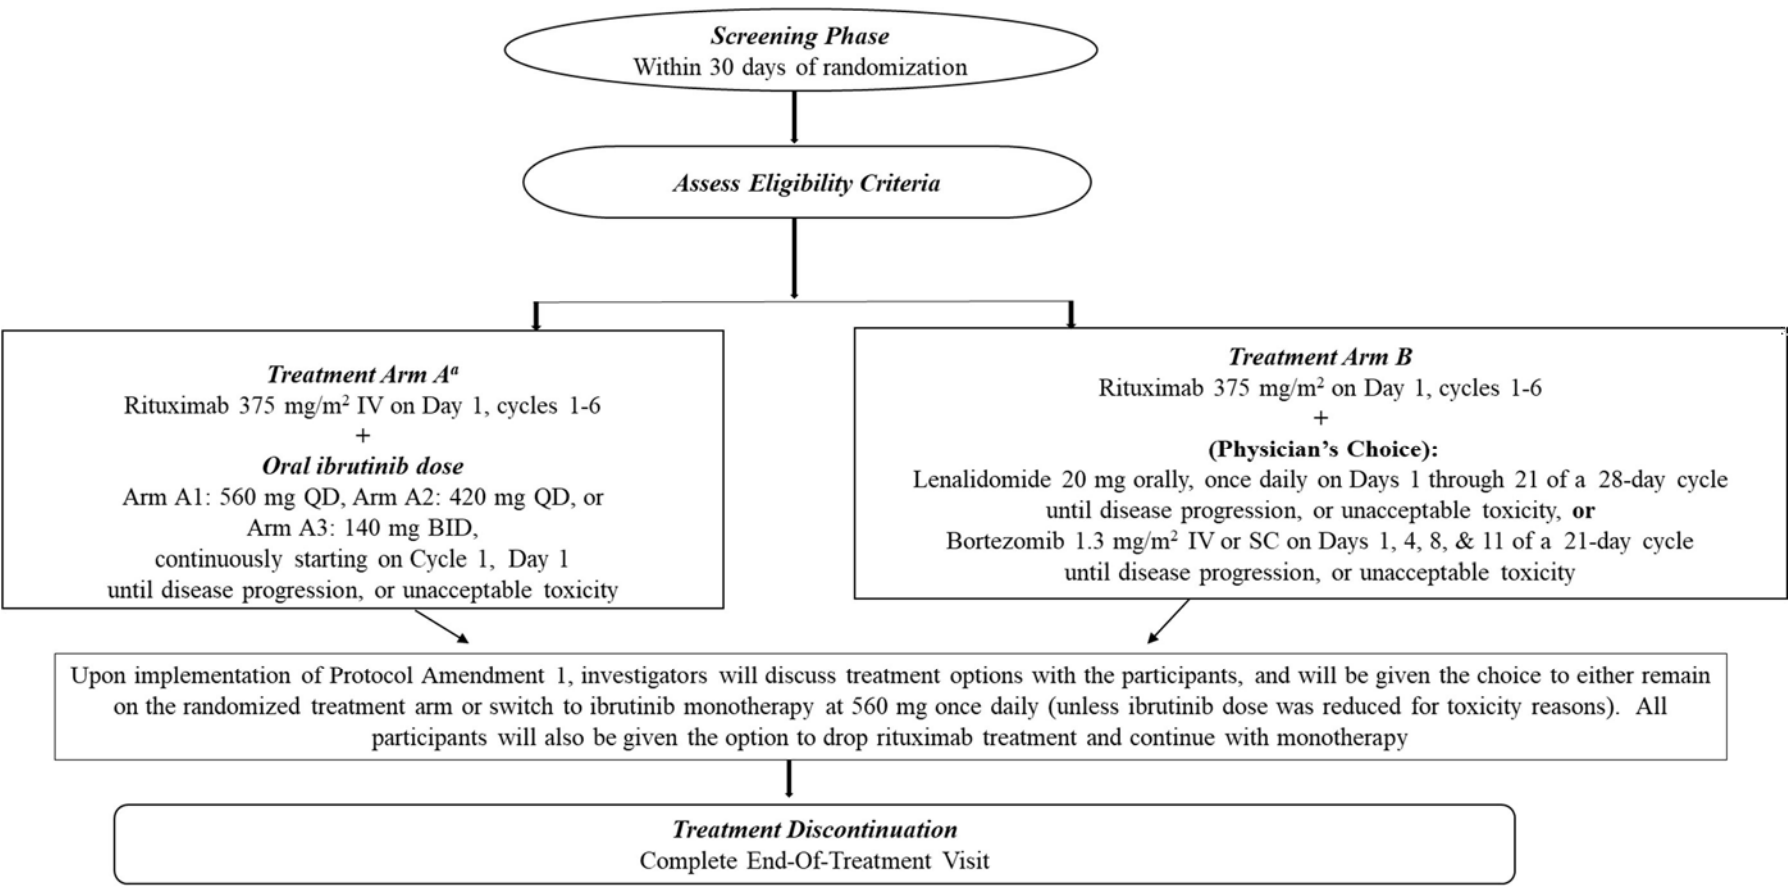 Screening Phase
Within 30 days of randomization
Assess Eligibility Criteria
Treatment Arm Aᵃ
Rituximab 375 mg/m² IV on Day 1, cycles 1-6
+
Oral ibrutinib dose
Arm A1: 560 mg QD, Arm A2: 420 mg QD, or
Arm A3: 140 mg BID,
continuously starting on Cycle 1, Day 1
until disease progression, or unacceptable toxicity
Treatment Arm B
Rituximab 375 mg/m² on Day 1, cycles 1-6
+
(Physician’s Choice):
Lenalidomide 20 mg orally, once daily on Days 1 through 21 of a 28-day cycle
until disease progression, or unacceptable toxicity, or
Bortezomib 1.3 mg/m² IV or SC on Days 1, 4, 8, & 11 of a 21-day cycle
until disease progression, or unacceptable toxicity
Upon implementation of Protocol Amendment 1, investigators will discuss treatment options with the participants, and will be given the choice to either remain
on the randomized treatment arm or switch to ibrutinib monotherapy at 560 mg once daily (unless ibrutinib dose was reduced for toxicity reasons). All
participants will also be given the option to drop rituximab treatment and continue with monotherapy
Treatment Discontinuation
Complete End-Of-Treatment Visit